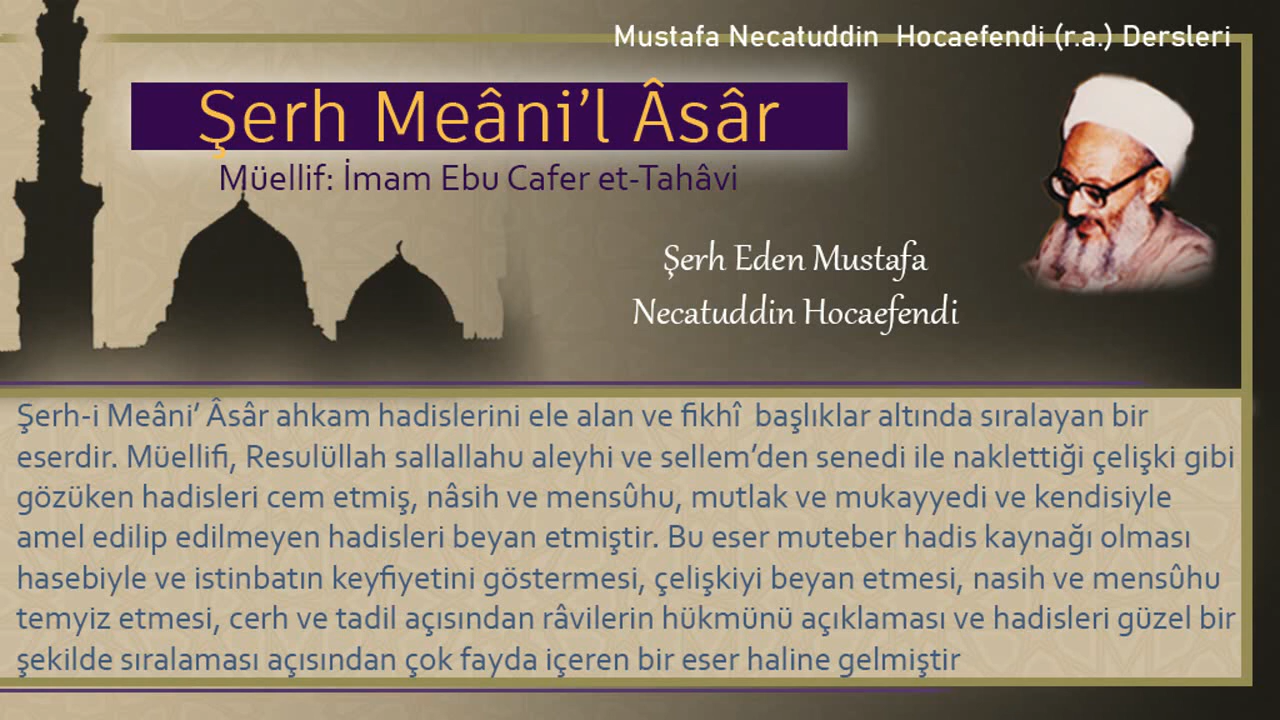 Mustafa Necatuddin Hocaefendi (r.a.) Dersleri
Şerh Meâni’l Âsâr
Müellif: İmam Ebu Cafer et-Tahâvi
Şerh Eden Mustafa
Necatuddin Hocaefendi
Şerh-i Meâni’ Âsâr ahkam hadislerini ele alan ve fikhî başlıklar altında sıralayan bir
eserdir. Müellifi, Resulüllah sallallahu aleyhi ve sellem’den senedi ile naklettiği çelişki gibi
gözüken hadisleri cem etmiş, nâsih ve mensûhu, mutlak ve mukayyedi ve kendisiyle
amel edilip edilmeyen hadisleri beyan etmiştir. Bu eser muteber hadis kaynağı olması
hasebiyle ve istinbatın keyfiyetini göstermesi, çelişkiyi beyan etmesi, nasih ve mensûhu
temyiz etmesi, cerh ve tadil açısından râvilerin hükmünü açıklaması ve hadisleri güzel bir
şekilde sıralaması açısından çok fayda içeren bir eser haline gelmiştir